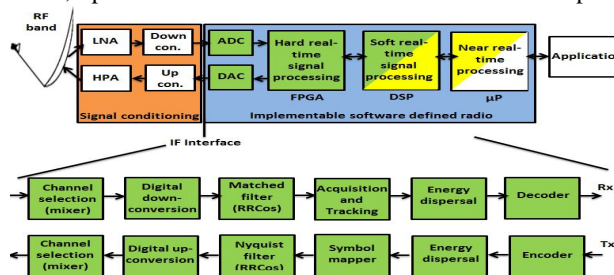 RF
band
LNA
Down
con.
ADC
Hard real-
time signal
processing
Soft real-
time signal
processing
Near real-
time
processing
Application
HPA
Up
con.
DAC
FPGA
DSP
µP
Signal conditioning
Implementable software defined radio
IF Interface
Channel
selection
(mixer)
Digital
down-
conversion
Matched
filter
(RRCos)
Acquisition
and
Tracking
Energy
dispersal
Decoder
Rx
Channel
selection
(mixer)
Digital up-
conversion
Nyquist
filter
(RRCos)
Symbol
mapper
Energy
dispersal
Encoder
Tx